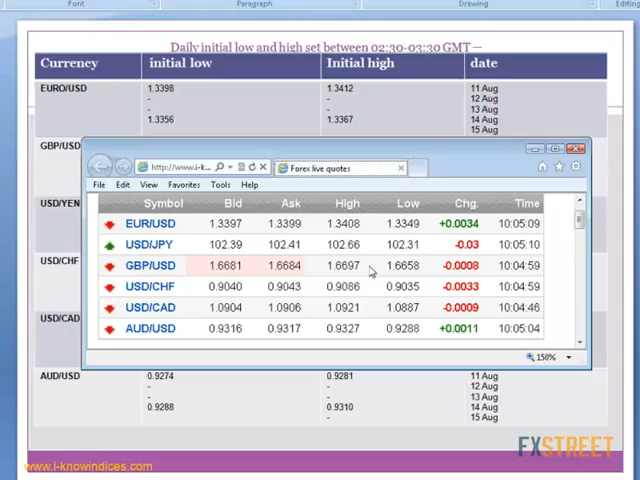 Font Paragraph Drawing Editing
Daily initial low and high set between 02:30-03:30 GMT —
Currency initial low Initial high date
EURO/USD 1.3398 1.3412 11 Aug
- - 12 Aug
- - 13 Aug
1.3356 1.3367 14 Aug
15 Aug
GBP/USD
USD/YEN
USD/CHF
USD/CAD
http://www.i-k... Forex live quotes
File Edit View Favorites Tools Help
Symbol Bid Ask High Low Chg. Time
EUR/USD 1.3397 1.3399 1.3408 1.3349 +0.0034 10:05:09
USD/JPY 102.39 102.41 102.66 102.31 -0.03 10:05:10
GBP/USD 1.6681 1.6684 1.6697 1.6658 -0.0008 10:04:59
USD/CHF 0.9040 0.9043 0.9086 0.9035 -0.0033 10:04:59
USD/CAD 1.0904 1.0906 1.0921 1.0887 -0.0009 10:04:46
AUD/USD 0.9316 0.9317 0.9327 0.9288 +0.0011 10:05:04
150%
AUD/USD 0.9274 0.9281 11 Aug
- - 12 Aug
- - 13 Aug
0.9288 0.9310 14 Aug
- - 15 Aug
FXSTREET
www.i-knowindices.com